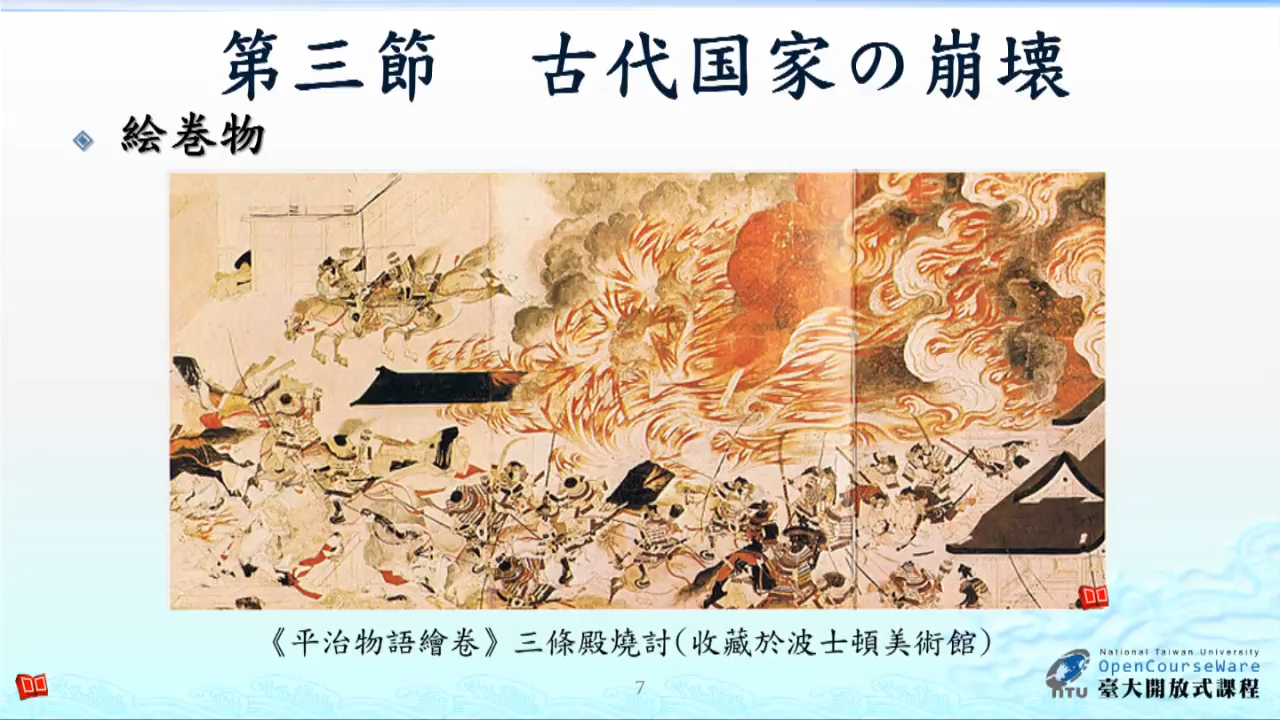 第三節　古代国家の崩壊
絵巻物
《平治物語繪卷》三條殿燒討(收藏於波士頓美術館)
7
National Taiwan University
OpenCourseWare
臺大開放式課程
NTU